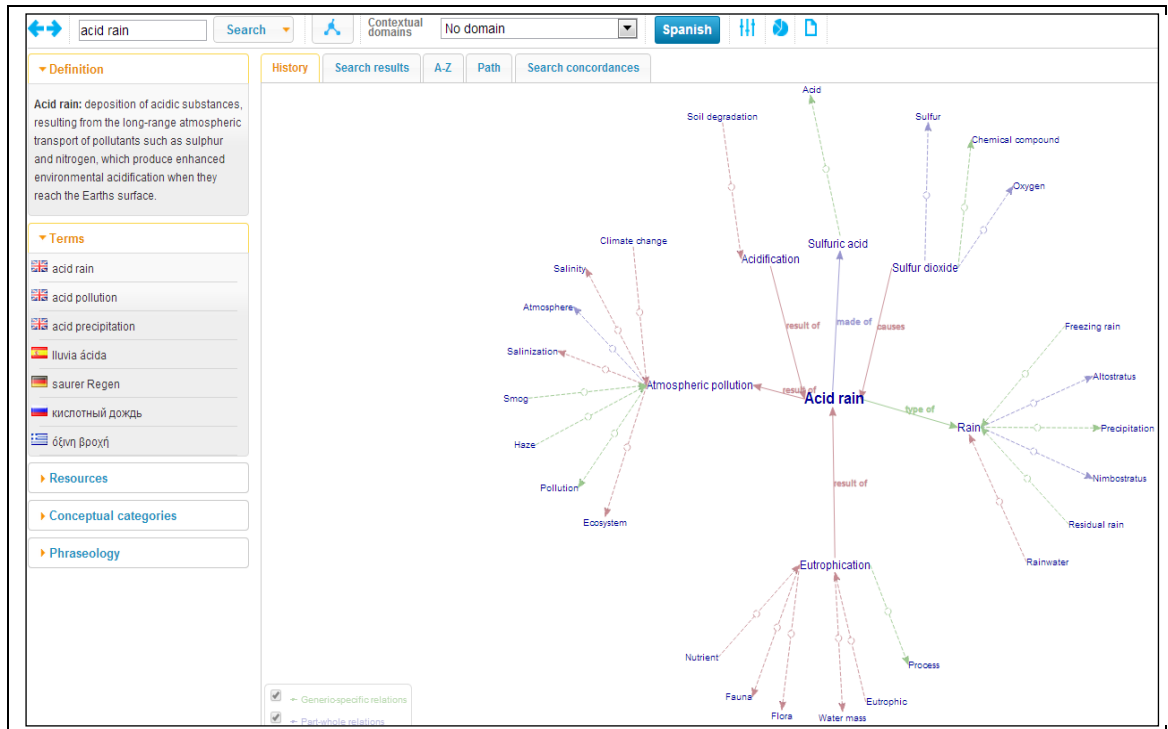 acid rain
Search
Contextual
domains
No domain
Spanish
Definition
Acid rain: deposition of acidic substances,
resulting from the long-range atmospheric
transport of pollutants such as sulphur
and nitrogen, which produce enhanced
environmental acidification when they
reach the Earths surface.
Terms
acid rain
acid pollution
acid precipitation
lluvia ácida
saurer Regen
кислотный дождь
όξινη βροχή
Resources
Conceptual categories
Phraseology
History
Search results
A-Z
Path
Search concordances
Acid
Soil degradation
Sulfur
Chemical compound
Oxygen
Climate change
Sulfuric acid
Acidification
Sulfur dioxide
Salinity
Atmosphere
result of
made of
causes
Freezing rain
Salinization
Altostratus
Atmospheric pollution
result of
Acid rain
Smog
type of
Rain
Precipitation
Haze
Pollution
result of
Nimbostratus
Ecosystem
Residual rain
Rainwater
Eutrophication
Nutrient
Process
Fauna
Eutrophic
Flora
Water mass
Generic-specific relations
Part-whole relations